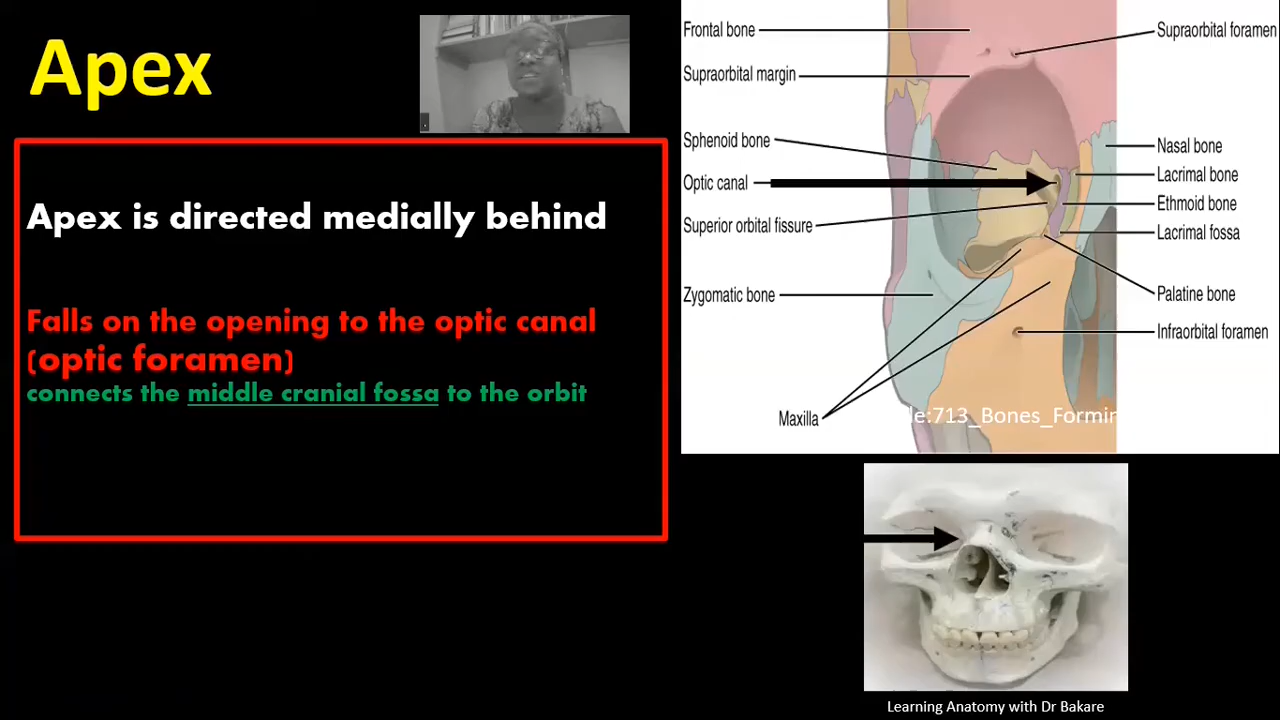 Apex
Apex is directed medially behind
Falls on the opening to the optic canal
(optic foramen)
connects the middle cranial fossa to the orbit
Frontal bone
Supraorbital margin
Sphenoid bone
Optic canal
Superior orbital fissure
Zygomatic bone
Maxilla
Supraorbital foramen
Nasal bone
Lacrimal bone
Ethmoid bone
Lacrimal fossa
Palatine bone
Infraorbital foramen
le:713_Bones_Formin
Learning Anatomy with Dr Bakare